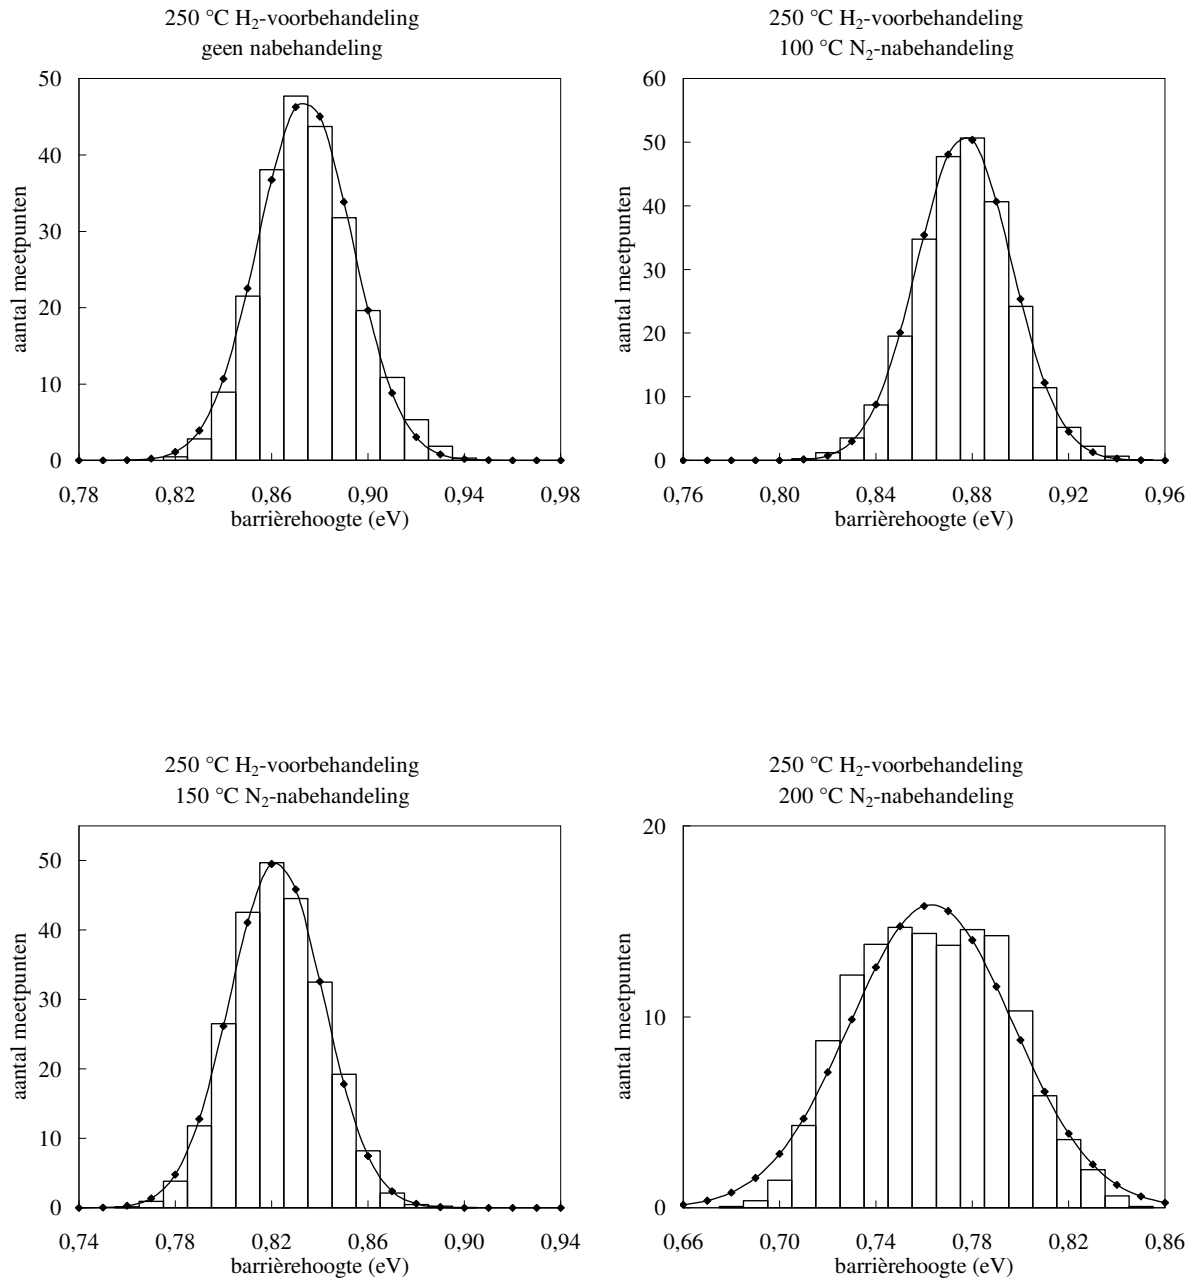 250 °C H₂-voorbehandeling
geen nabehandeling
50
40
30
20
10
0
aantal meetpunten
0,78 0,82 0,86 0,90 0,94 0,98
barrièrehoogte (eV)
250 °C H₂-voorbehandeling
100 °C N₂-nabehandeling
60
50
40
30
20
10
0
aantal meetpunten
0,76 0,80 0,84 0,88 0,92 0,96
barrièrehoogte (eV)
250 °C H₂-voorbehandeling
150 °C N₂-nabehandeling
50
40
30
20
10
0
aantal meetpunten
0,74 0,78 0,82 0,86 0,90 0,94
barrièrehoogte (eV)
250 °C H₂-voorbehandeling
200 °C N₂-nabehandeling
20
10
0
aantal meetpunten
0,66 0,70 0,74 0,78 0,82 0,86
barrièrehoogte (eV)